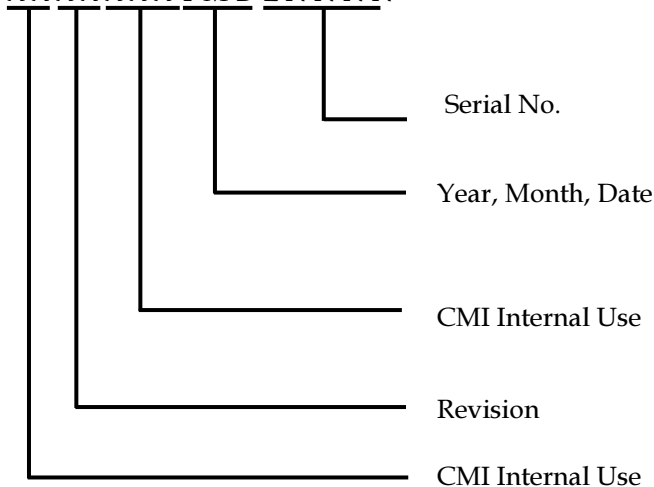 Serial No.
Year, Month, Date
CMI Internal Use
Revision
CMI Internal Use